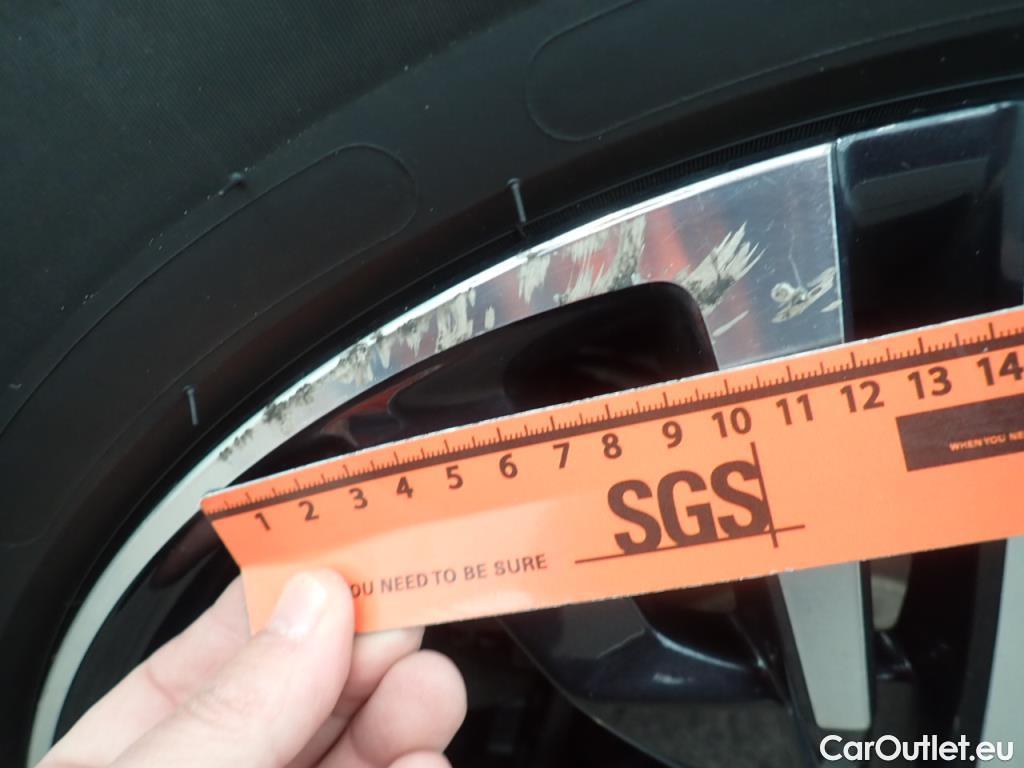 1 2 3 4 5 6 7 8 9 10 11 12 13 14
WHEN YOU NE
SGS
OU NEED TO BE SURE
CarOutlet.eu